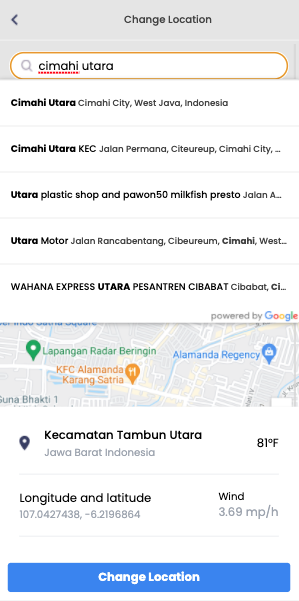 Change Location
cimahi utara
Cimahi Utara Cimahi City, West Java, Indonesia
Cimahi Utara KEC Jalan Permana, Citeureup, Cimahi City, ...
Utara plastic shop and pawon50 milkfish presto Jalan A...
Utara Motor Jalan Rancabentang, Cibeureum, Cimahi, West...
WAHANA EXPRESS UTARA PESANTREN CIBABAT Cibabat, Ci...
powered by Google
Lapangan Radar Beringin
Alamanda Regency
KFC Alamanda
Karang Satria
Guna Bhakti 1
Kecamatan Tambun Utara
81°F
Jawa Barat Indonesia
Longitude and latitude
Wind
107.0427438, -6.2196864
3.69 mp/h
Change Location